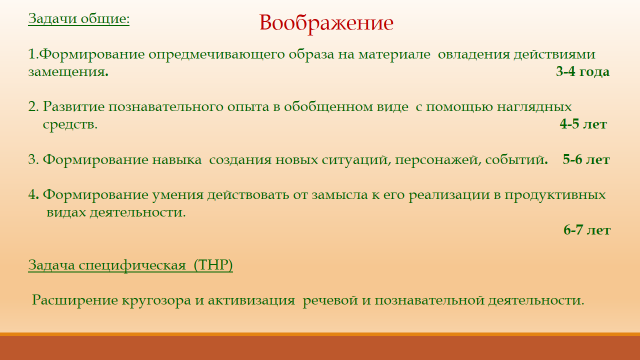 Задачи общие:
Воображение
1.Формирование опредмечивающего образа на материале овладения действиями
замещения. 3-4 года
2. Развитие познавательного опыта в обобщенном виде с помощью наглядных
средств. 4-5 лет
3. Формирование навыка создания новых ситуаций, персонажей, событий. 5-6 лет
4. Формирование умения действовать от замысла к его реализации в продуктивных
видах деятельности.
6-7 лет
Задача специфическая (ТНР)
Расширение кругозора и активизация речевой и познавательной деятельности.